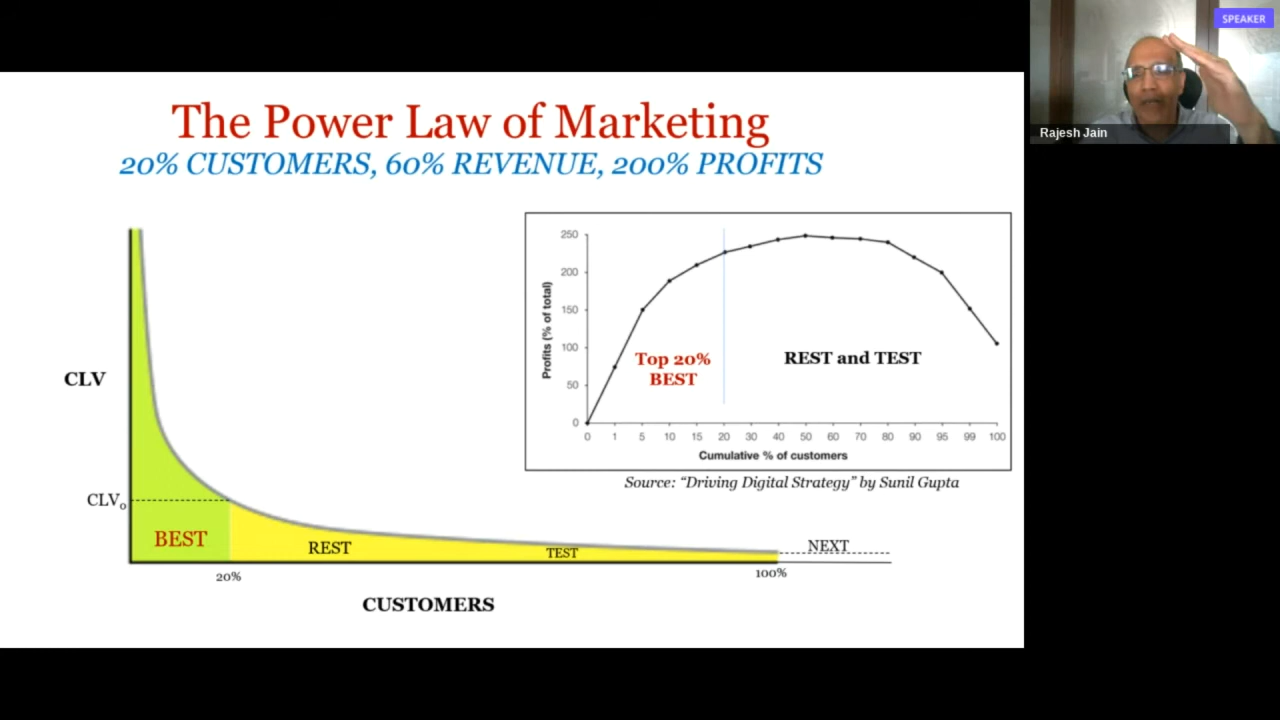 The Power Law of Marketing
20% CUSTOMERS, 60% REVENUE, 200% PROFITS
SPEAKER
Rajesh Jain
CLV
CLV₀
BEST
REST
TEST
NEXT
20%
100%
CUSTOMERS
Profits (% of total)
250
200
150
100
50
0
Top 20%
BEST
REST and TEST
0 1 5 10 15 20 30 40 50 60 70 80 90 95 99 100
Cumulative % of customers
Source: “Driving Digital Strategy” by Sunil Gupta